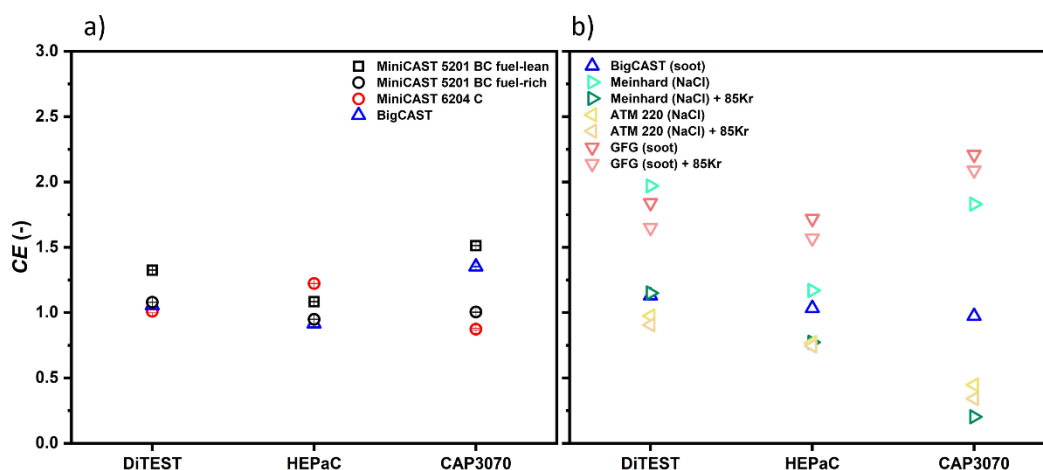 a)
b)
3.0
2.5
2.0
1.5
1.0
0.5
0.0
CE (-)
MiniCAST 5201 BC fuel-lean
MiniCAST 5201 BC fuel-rich
MiniCAST 6204 C
BigCAST
DiTEST
HEPaC
CAP3070
BigCAST (soot)
Meinhard (NaCl)
Meinhard (NaCl) + 85Kr
ATM 220 (NaCl)
ATM 220 (NaCl) + 85Kr
GFG (soot)
GFG (soot) + 85Kr
DiTEST
HEPaC
CAP3070